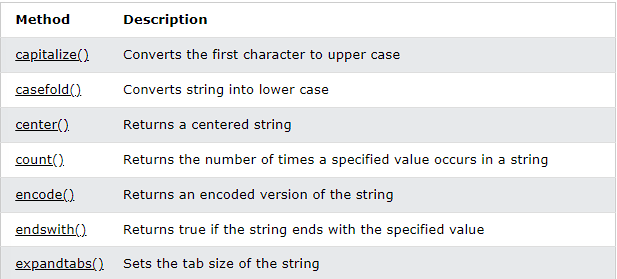 Method Description
capitalize() Converts the first character to upper case
casefold() Converts string into lower case
center() Returns a centered string
count() Returns the number of times a specified value occurs in a string
encode() Returns an encoded version of the string
endswith() Returns true if the string ends with the specified value
expandtabs() Sets the tab size of the string